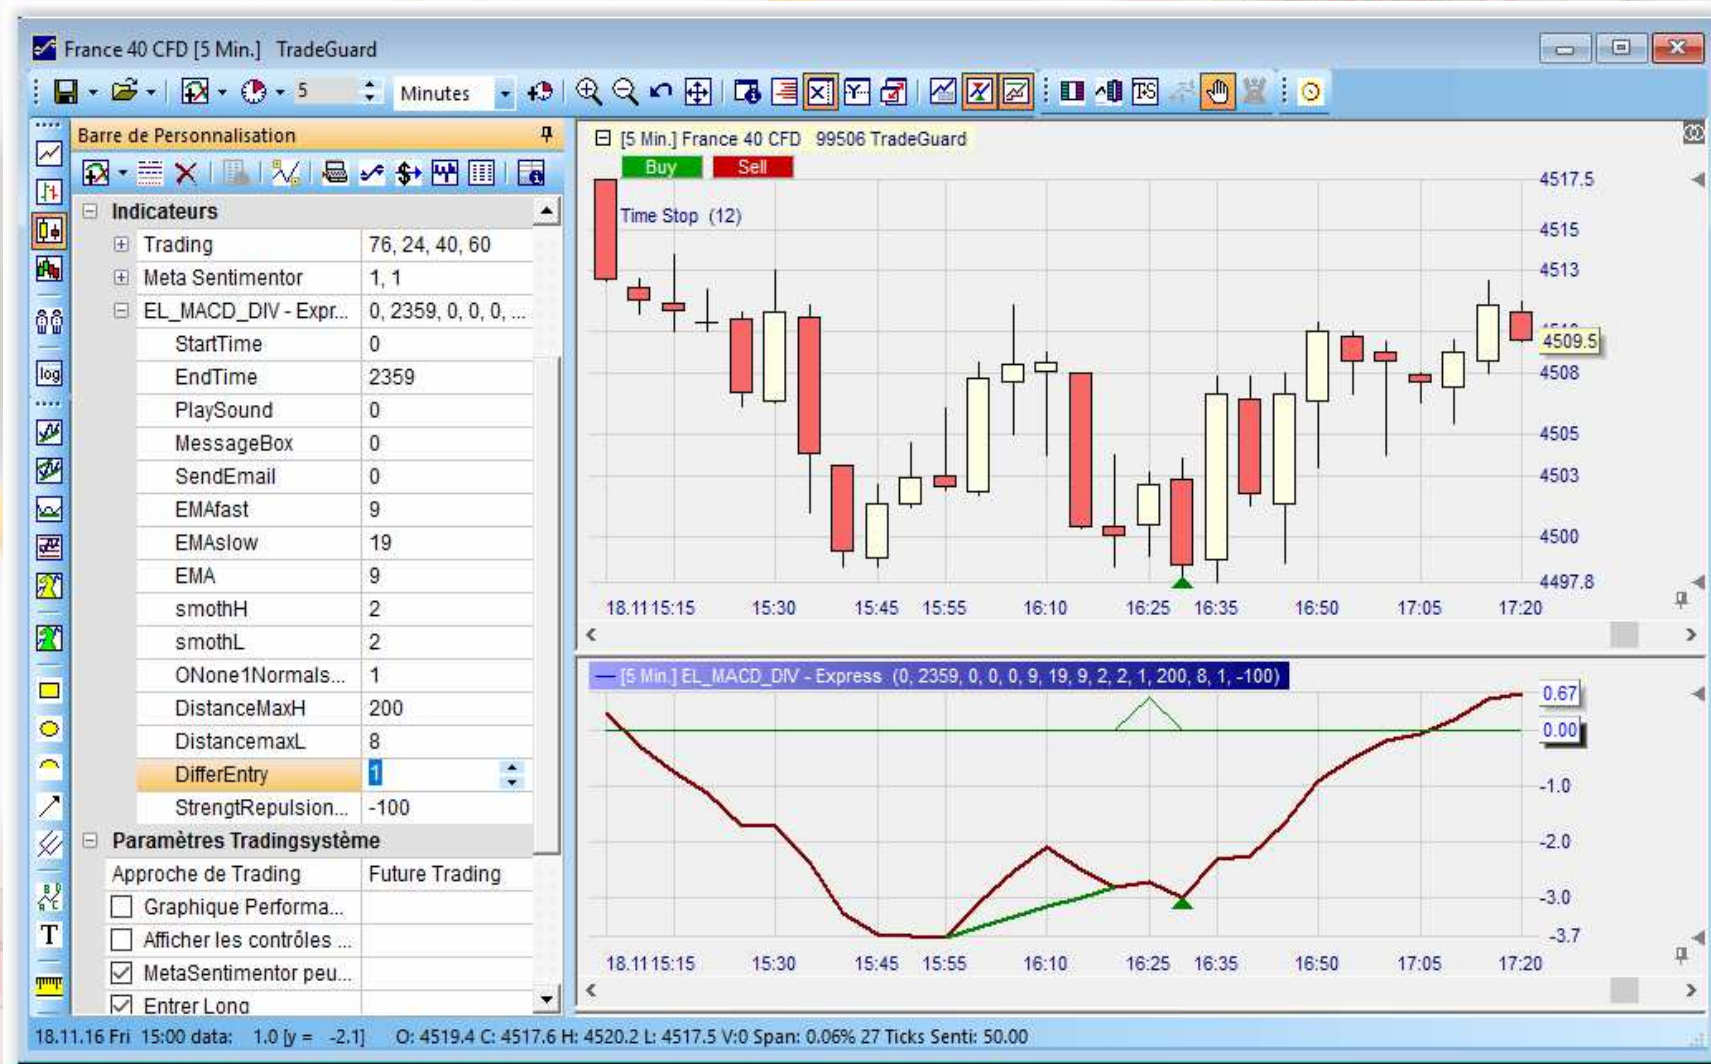 France 40 CFD [5 Min.] TradeGuard
5 Minutes
T-S
Barre de Personnalisation
log
T
Indicateurs
Trading 76, 24, 40, 60
Meta Sentimentor 1, 1
EL_MACD_DIV - Expr... 0, 2359, 0, 0, 0, ...
StartTime 0
EndTime 2359
PlaySound 0
MessageBox 0
SendEmail 0
EMAfast 9
EMAslow 19
EMA 9
smothH 2
smothL 2
ONone1Normals... 1
DistanceMaxH 200
DistancemaxL 8
DifferEntry 1
StrengtRepulsion... -100
Paramètres Tradingsystème
Approche de Trading Future Trading
Graphique Performa...
Afficher les contrôles ...
MetaSentimentor peu...
Entrer Long
[5 Min.] France 40 CFD 99506 TradeGuard
Buy Sell
Time Stop (12)
4517.5
4515
4513
4509.5
4508
4505
4503
4500
4497.8
18.11 15:15 15:30 15:45 15:55 16:10 16:25 16:35 16:50 17:05 17:20
[5 Min.] EL_MACD_DIV - Express (0, 2359, 0, 0, 0, 9, 19, 9, 2, 2, 1, 200, 8, 1, -100)
0.67
0.00
-1.0
-2.0
-3.0
-3.7
18.11 15:15 15:30 15:45 15:55 16:10 16:25 16:35 16:50 17:05 17:20
18.11.16 Fri 15:00 data: 1.0 [y = -2.1] O: 4519.4 C: 4517.6 H: 4520.2 L: 4517.5 V:0 Span: 0.06% 27 Ticks Senti: 50.00